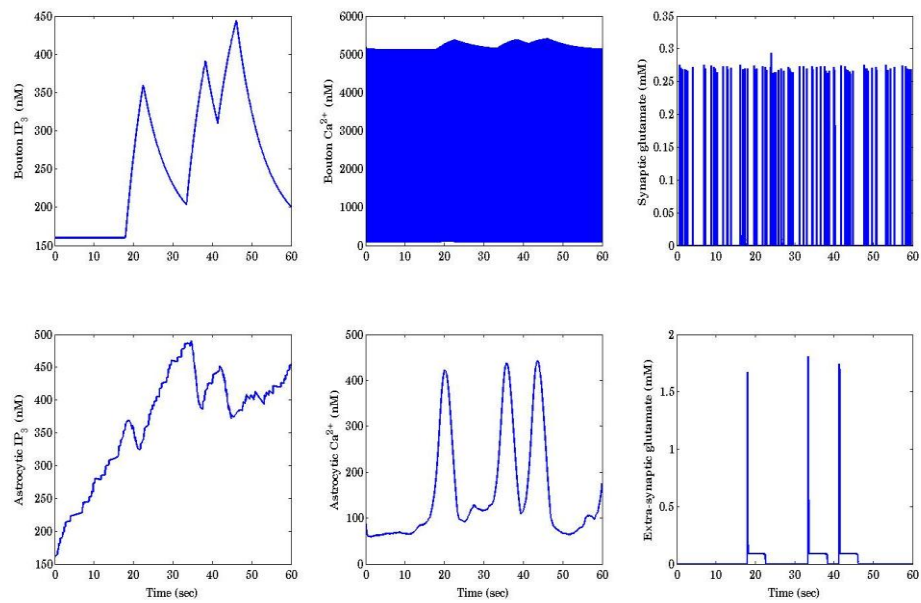 Bouton IP3 (nM)
450
400
350
300
250
200
150
0 10 20 30 40 50 60
Bouton Ca2+ (nM)
6000
5000
4000
3000
2000
1000
0
0 10 20 30 40 50 60
Synaptic glutamate (mM)
0.35
0.3
0.25
0.2
0.15
0.1
0.05
0
0 10 20 30 40 50 60
Astrocytic IP3 (nM)
500
450
400
350
300
250
200
150
0 10 20 30 40 50 60
Time (sec)
Astrocytic Ca2+ (nM)
500
400
300
200
100
0
0 10 20 30 40 50 60
Time (sec)
Extra-synaptic glutamate (mM)
2
1.5
1
0.5
0
0 10 20 30 40 50 60
Time (sec)